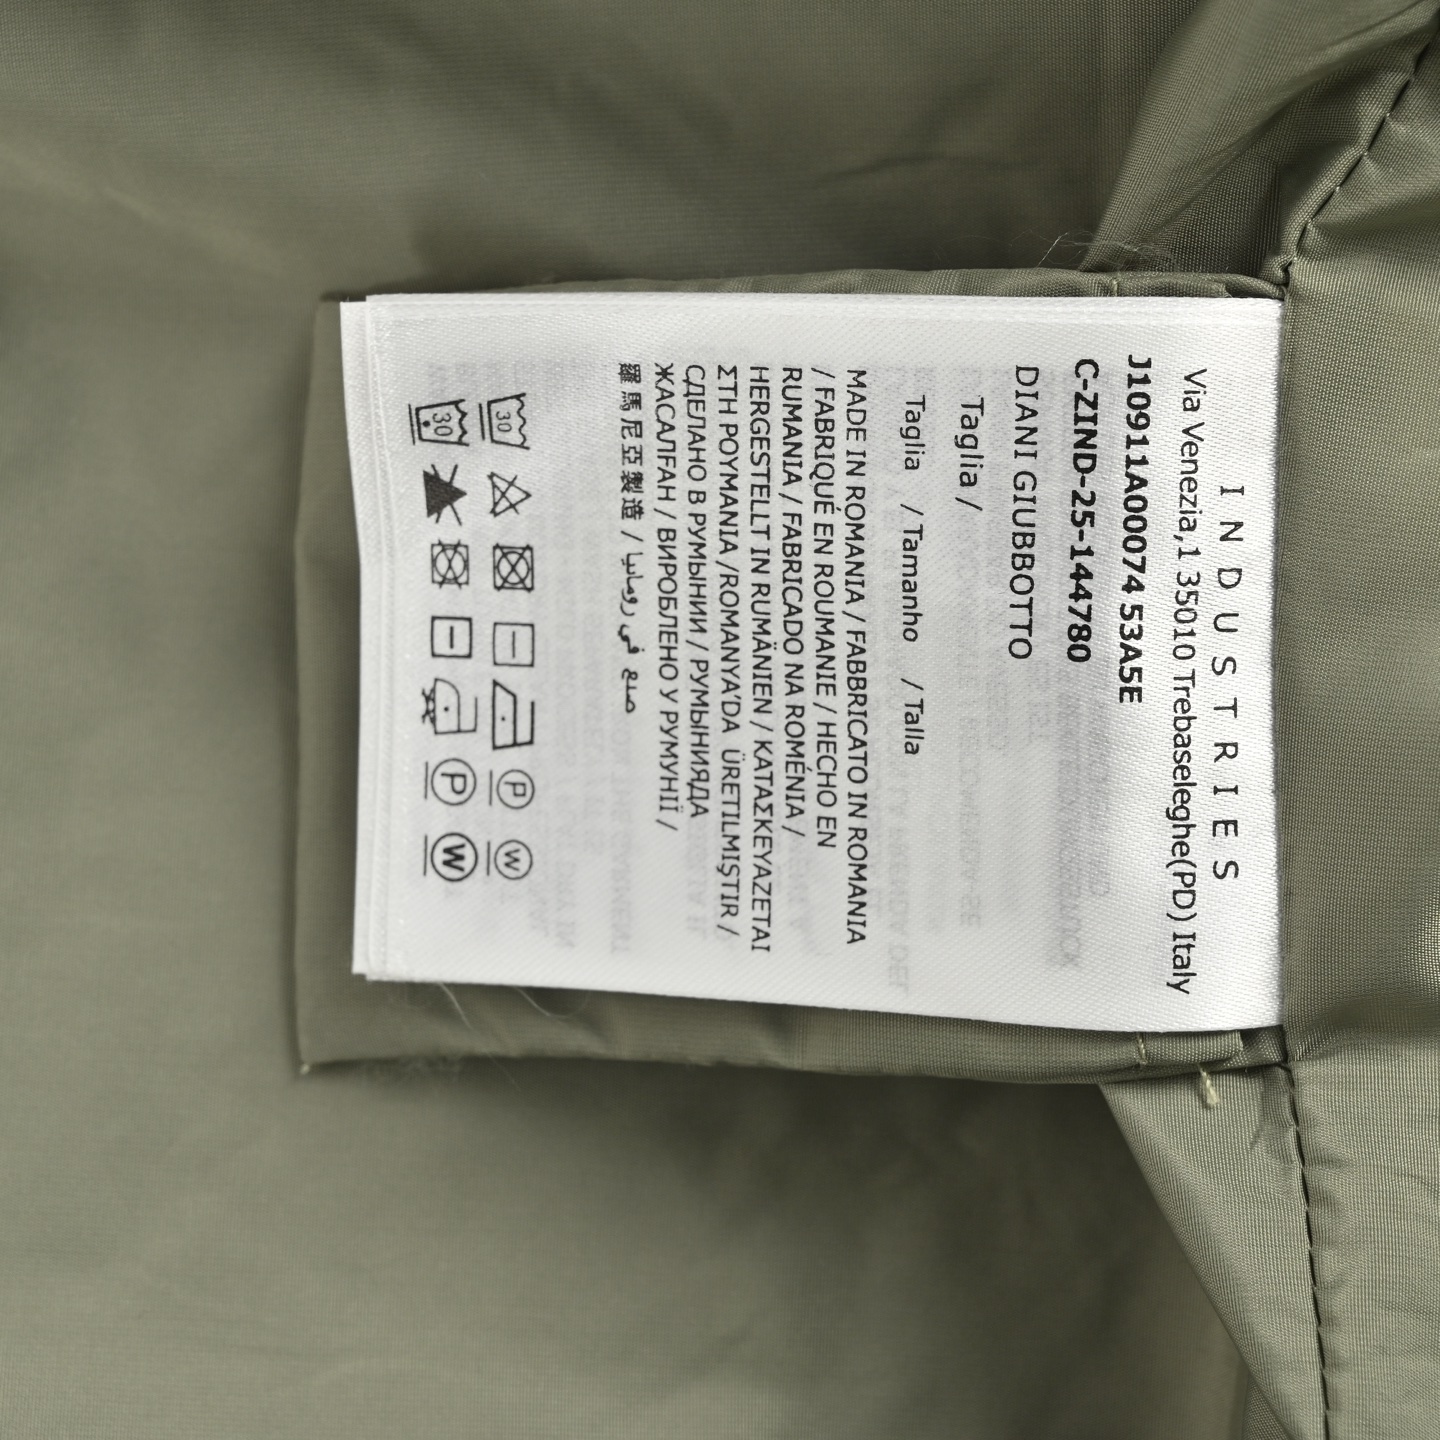 INDUSTRIES
Via Venezia,1 35010 Trebaseleghe(PD) Italy
J10911A00074 53A5E
C-ZIND-25-144780
DIANI GIUBBOTTO
Taglia /
Taglia / Tamanho / Talla
MADE IN ROMANIA / FABBRICATO IN ROMANIA
/ FABRIQUÉ EN ROUMANIE / HECHO EN
RUMANIA / FABRICADO NA ROMÉNIA /
HERGESTELLT IN RUMÄNIEN / ΚΑΤΑΣΚΕΥΑΖΕΤΑΙ
ΣΤΗ ΡΟΥΜΑΝΙΑ /ROMANYA'DA ÜRETILMIŞTIR /
СДЕЛАНО В РУМЫНИИ / РУМЫНИЯДА
ЖАСАЛҒАН / ВИРОБЛЕНО У РУМУНІЇ /
羅馬尼亞製造 / صنع في رومانيا
30 P W
30 P W